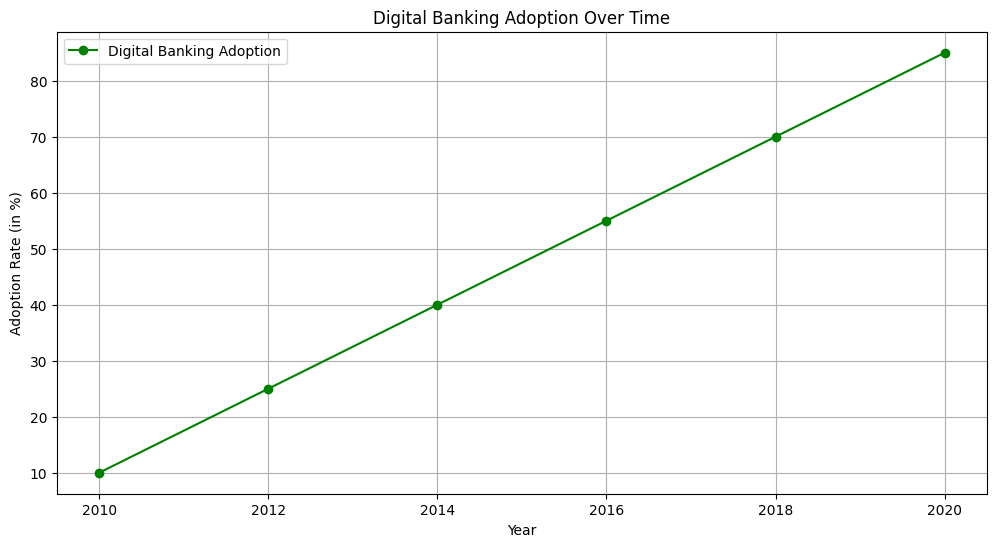 Digital Banking Adoption Over Time
Digital Banking Adoption
Adoption Rate (in %)
80
70
60
50
40
30
20
10
2010 2012 2014 2016 2018 2020
Year